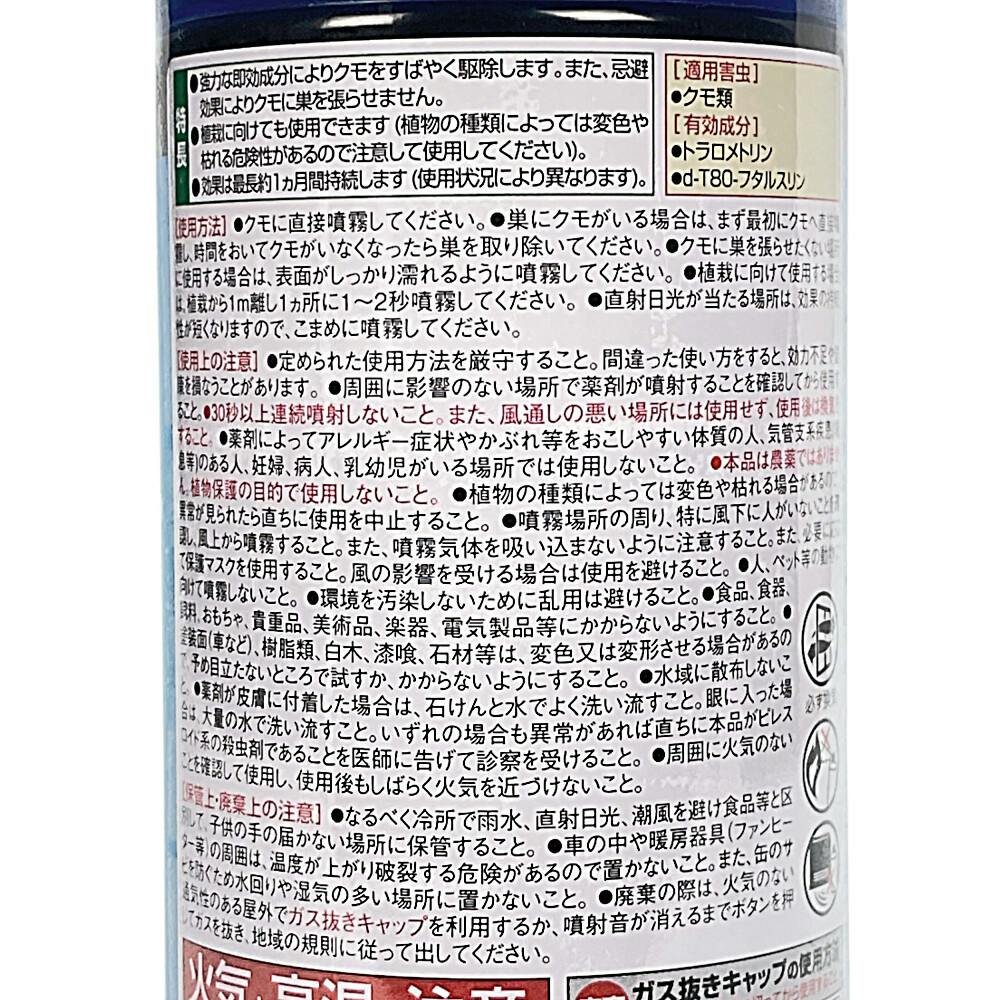 特長
●強力な即効成分によりクモをすばやく駆除します。また、忌避
効果によりクモに巣を張らせません。
●植栽に向けても使用できます(植物の種類によっては変色や
枯れる危険性があるので注意して使用してください)。
●効果は最長約1ヵ月間持続します(使用状況により異なります)。
[適用害虫]
●クモ類
[有効成分]
●トラロメトリン
●d-T80-フタルスリン
[使用方法] ●クモに直接噴霧してください。●巣にクモがいる場合は、まず最初にクモへ直接噴
霧し、時間をおいてクモがいなくなったら巣を取り除いてください。●クモに巣を張らせたくない場所
に使用する場合は、表面がしっかり濡れるように噴霧してください。●植栽に向けて使用する場合
は、植栽から1m離し1ヵ所に1~2秒噴霧してください。●直射日光が当たる場所は、効果の持続
性が短くなりますので、こまめに噴霧してください。
[使用上の注意] ●定められた使用方法を厳守すること。間違った使い方をすると、効力不足や
を損なうことがあります。●周囲に影響のない場所で薬剤が噴射することを確認してから使用す
ること。●30秒以上連続噴射しないこと。また、風通しの悪い場所には使用せず、使用後は換気
すること。●薬剤によってアレルギー症状やかぶれ等をおこしやすい体質の人、気管支系疾患
息等)のある人、妊婦、病人、乳幼児がいる場所では使用しないこと。●本品は農薬ではありませ
ん。植物保護の目的で使用しないこと。●植物の種類によっては変色や枯れる場合があるので、
異常が見られたら直ちに使用を中止すること。●噴霧場所の周り、特に風下に人がいないことを確
認し、風上から噴霧すること。また、噴霧気体を吸い込まないように注意すること。また、必要に応じ
て保護マスクを使用すること。風の影響を受ける場合は使用を避けること。●人、ペット等の動物に
向けて噴霧しないこと。●環境を汚染しないために乱用は避けること。●食品、食器、
飼料、おもちゃ、貴重品、美術品、楽器、電気製品等にかからないようにすること。●
塗装面(車など)、樹脂類、白木、漆喰、石材等は、変色又は変形させる場合があるの
で、予め目立たないところで試すか、かからないようにすること。●水域に散布しないこ
と。●薬剤が皮膚に付着した場合は、石けんと水でよく洗い流すこと。眼に入った場
合は、大量の水で洗い流すこと。いずれの場合も異常があれば直ちに本品がピレス
ロイド系の殺虫剤であることを医師に告げて診察を受けること。●周囲に火気のない
ことを確認して使用し、使用後もしばらく火気を近づけないこと。
[保管上・廃棄上の注意] ●なるべく冷所で雨水、直射日光、潮風を避け食品等と区
別して、子供の手の届かない場所に保管すること。●車の中や暖房器具(ファンヒー
ター等)の周囲は、温度が上がり破裂する危険があるので置かないこと。また、缶のサ
ビを防ぐため水回りや湿気の多い場所に置かないこと。●廃棄の際は、火気のない
通気性のある屋外でガス抜きキャップを利用するか、噴射音が消えるまでボタンを押
してガスを抜き、地域の規則に従って出してください。
必ず換
火気・高温・注意
ガス抜きキャップの使用方法